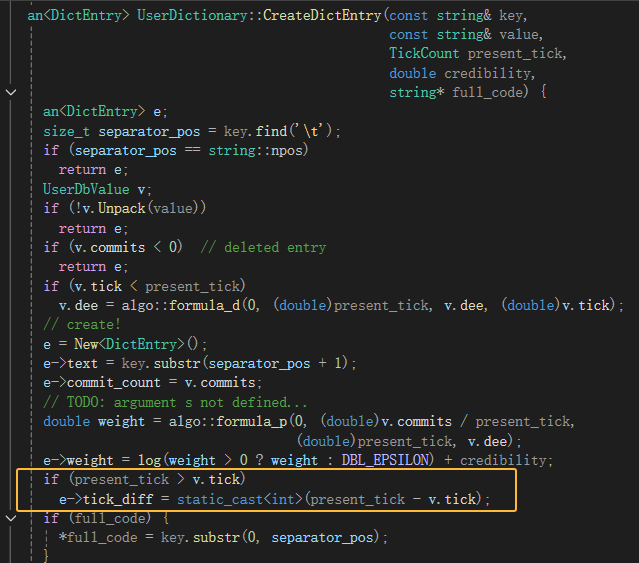 an<DictEntry> UserDictionary::CreateDictEntry(const string& key,
const string& value,
TickCount present_tick,
double credibility,
string* full_code) {
an<DictEntry> e;
size_t separator_pos = key.find('\t');
if (separator_pos == string::npos)
return e;
UserDbValue v;
if (!v.Unpack(value))
return e;
if (v.commits < 0)  // deleted entry
return e;
if (v.tick < present_tick)
v.dee = algo::formula_d(0, (double)present_tick, v.dee, (double)v.tick);
// create!
e = New<DictEntry>();
e->text = key.substr(separator_pos + 1);
e->commit_count = v.commits;
// TODO: argument s not defined...
double weight = algo::formula_p(0, (double)v.commits / present_tick,
(double)present_tick, v.dee);
e->weight = log(weight > 0 ? weight : DBL_EPSILON) + credibility;
if (present_tick > v.tick)
e->tick_diff = static_cast<int>(present_tick - v.tick);
if (full_code) {
*full_code = key.substr(0, separator_pos);
}